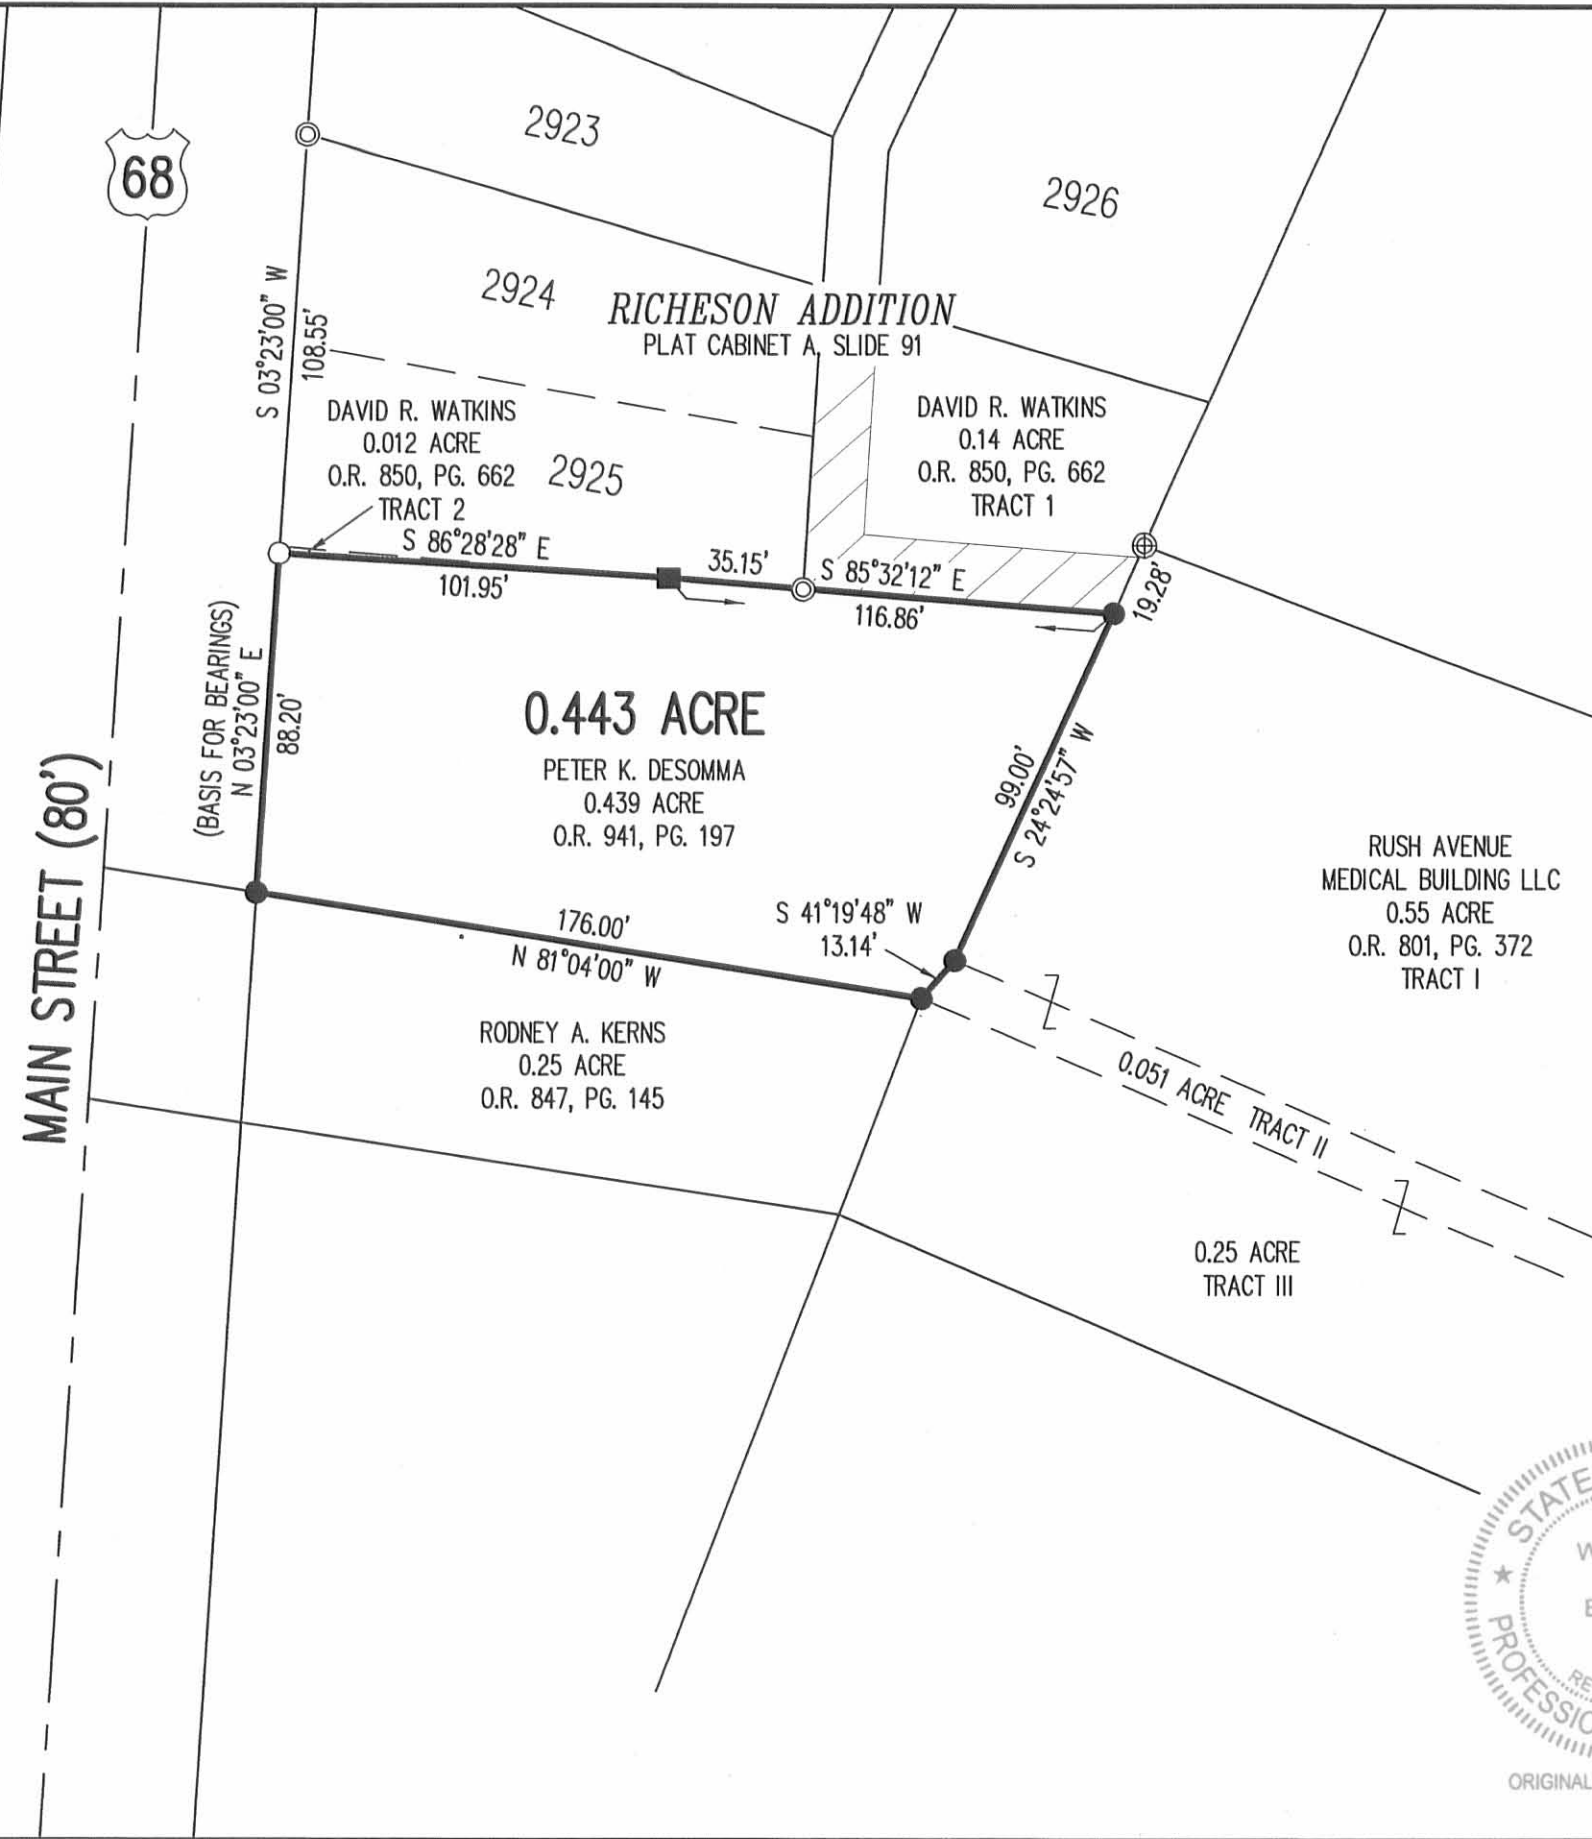 68
2923
2926
2924
RICHESON ADDITION
PLAT CABINET A, SLIDE 91
S 03°23'00" W
108.55'
DAVID R. WATKINS
0.012 ACRE
O.R. 850, PG. 662
TRACT 2
2925
DAVID R. WATKINS
0.14 ACRE
O.R. 850, PG. 662
TRACT 1
S 86°28'28" E
101.95'
35.15'
S 85°32'12" E
116.86'
19.28'
(BASIS FOR BEARINGS)
N 03°23'00" E
88.20'
0.443 ACRE
PETER K. DESOMMA
0.439 ACRE
O.R. 941, PG. 197
99.00'
S 24°24'57" W
MAIN STREET (80')
RUSH AVENUE
MEDICAL BUILDING LLC
0.55 ACRE
O.R. 801, PG. 372
TRACT I
176.00'
N 81°04'00" W
S 41°19'48" W
13.14'
RODNEY A. KERNS
0.25 ACRE
O.R. 847, PG. 145
0.051 ACRE TRACT II
0.25 ACRE
TRACT III
STATE
ORIGINAL